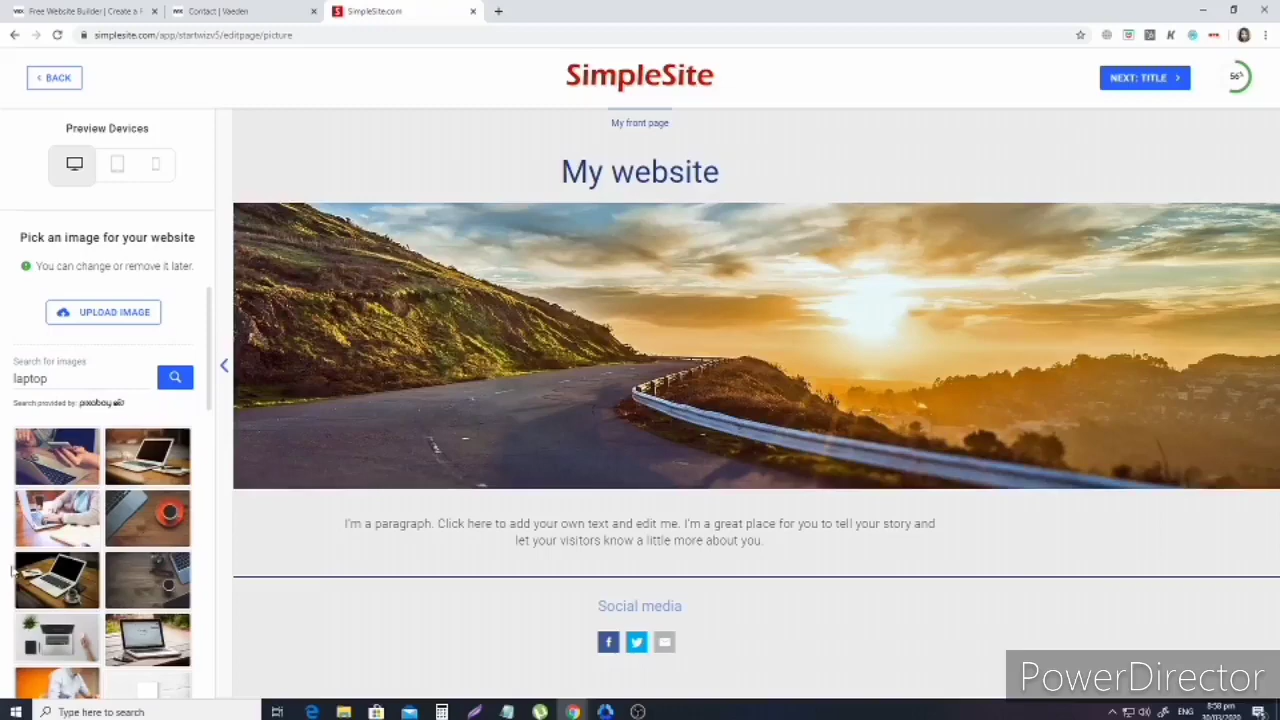 Free Website Builder | Create a F
Contact | Vaeden
SimpleSite.com
simplesite.com/app/startwizv5/editpage/picture
BACK
SimpleSite
NEXT: TITLE
56%
Preview Devices
My front page
My website
Pick an image for your website
You can change or remove it later.
UPLOAD IMAGE
Search for images
laptop
Search provided by: pixabay
I'm a paragraph. Click here to add your own text and edit me. I'm a great place for you to tell your story and
let your visitors know a little more about you.
Social media
PowerDirector
Type here to search
ENG
8:58 pm